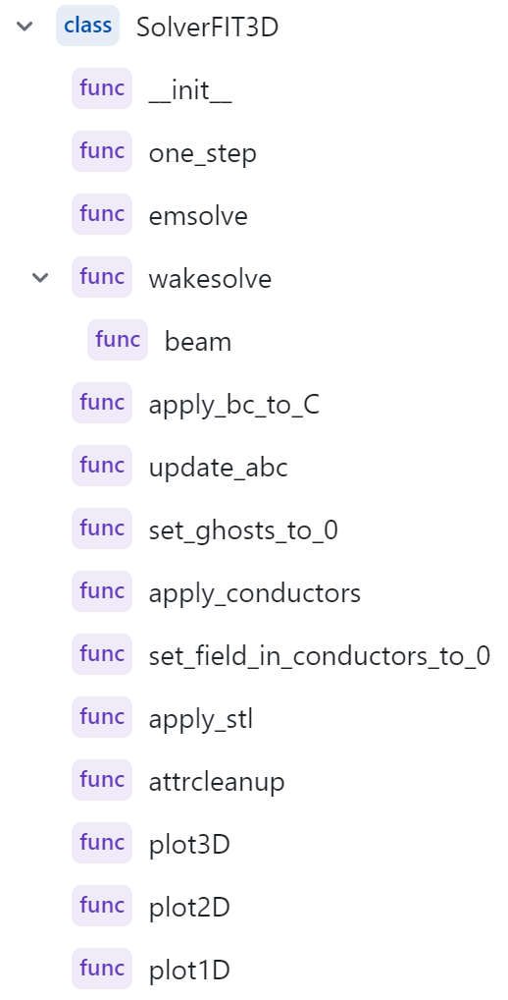 class SolverFIT3D
func __init__
func one_step
func emsolve
func wakesolve
func beam
func apply_bc_to_C
func update_abc
func set_ghosts_to_0
func apply_conductors
func set_field_in_conductors_to_0
func apply_stl
func attrcleanup
func plot3D
func plot2D
func plot1D